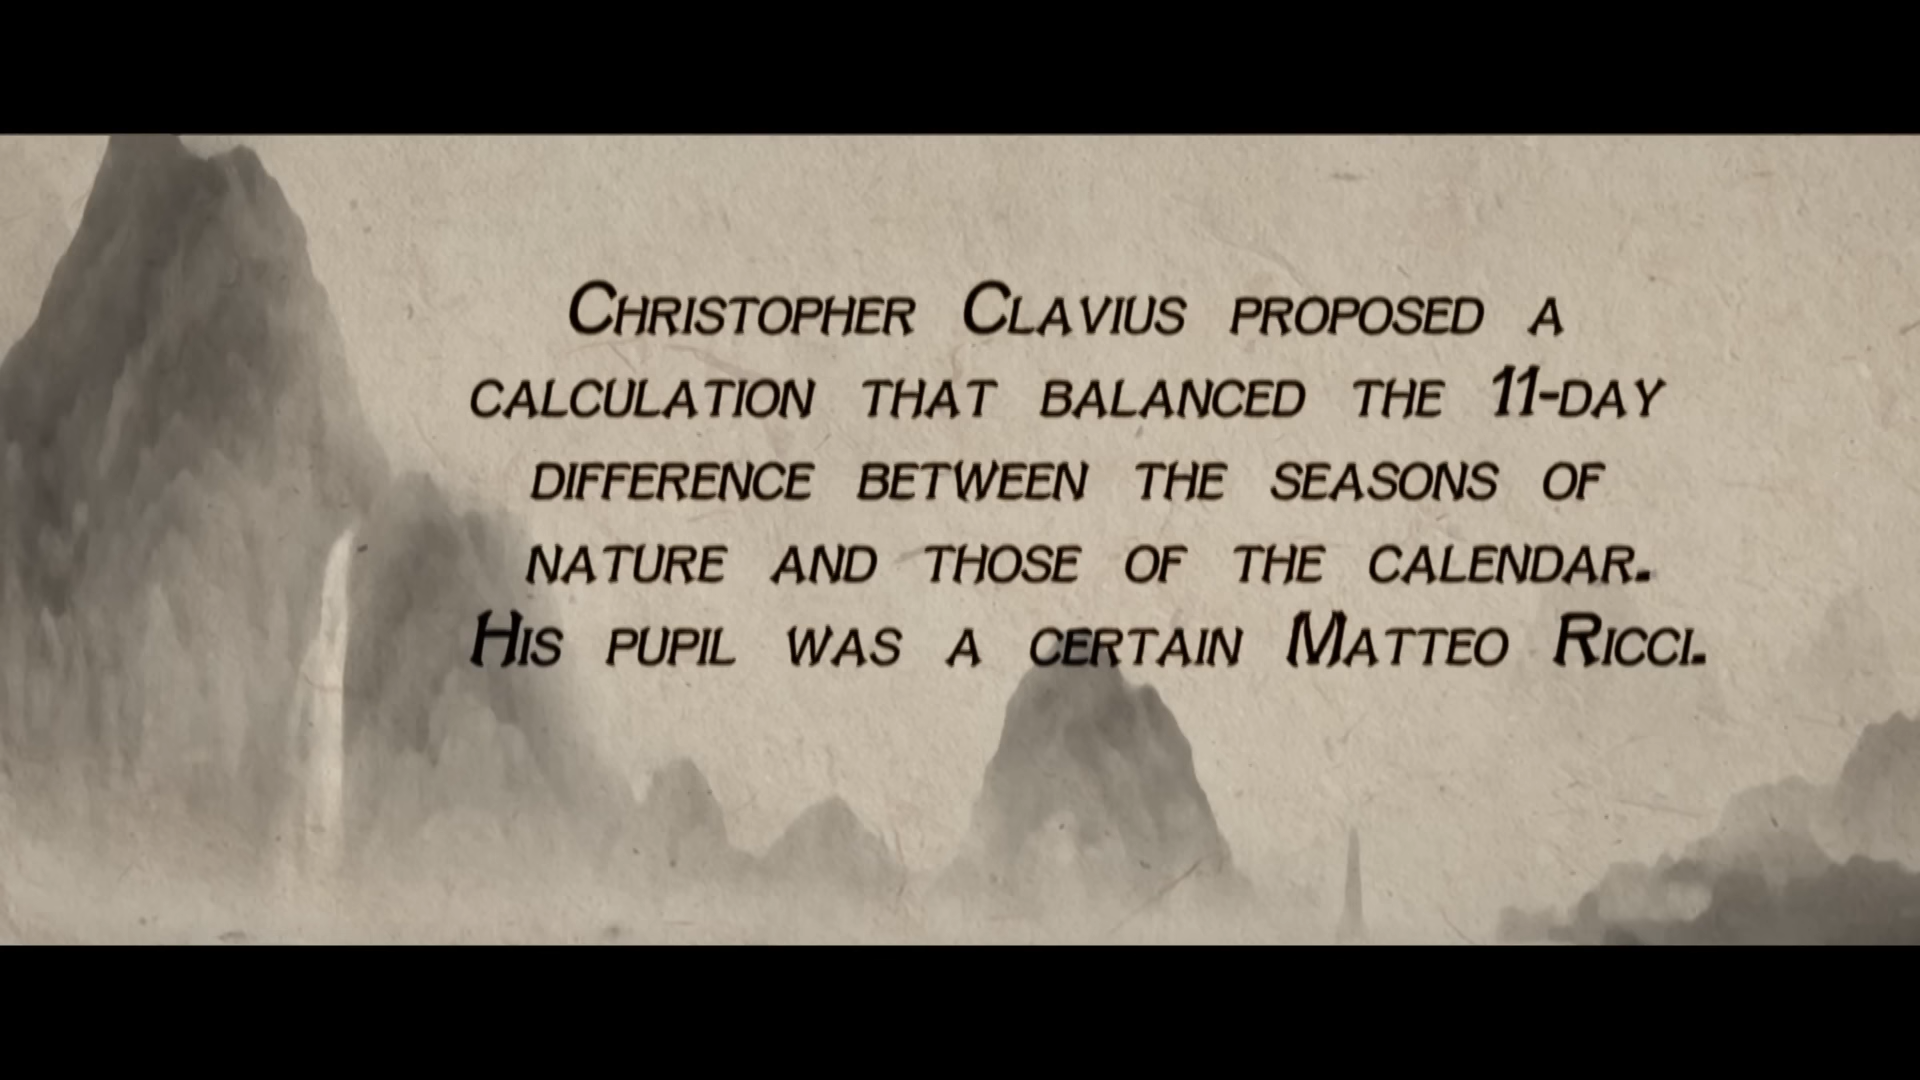 Christopher Clavius proposed a
calculation that balanced the 11-day
difference between the seasons of
nature and those of the calendar.
His pupil was a certain Matteo Ricci.